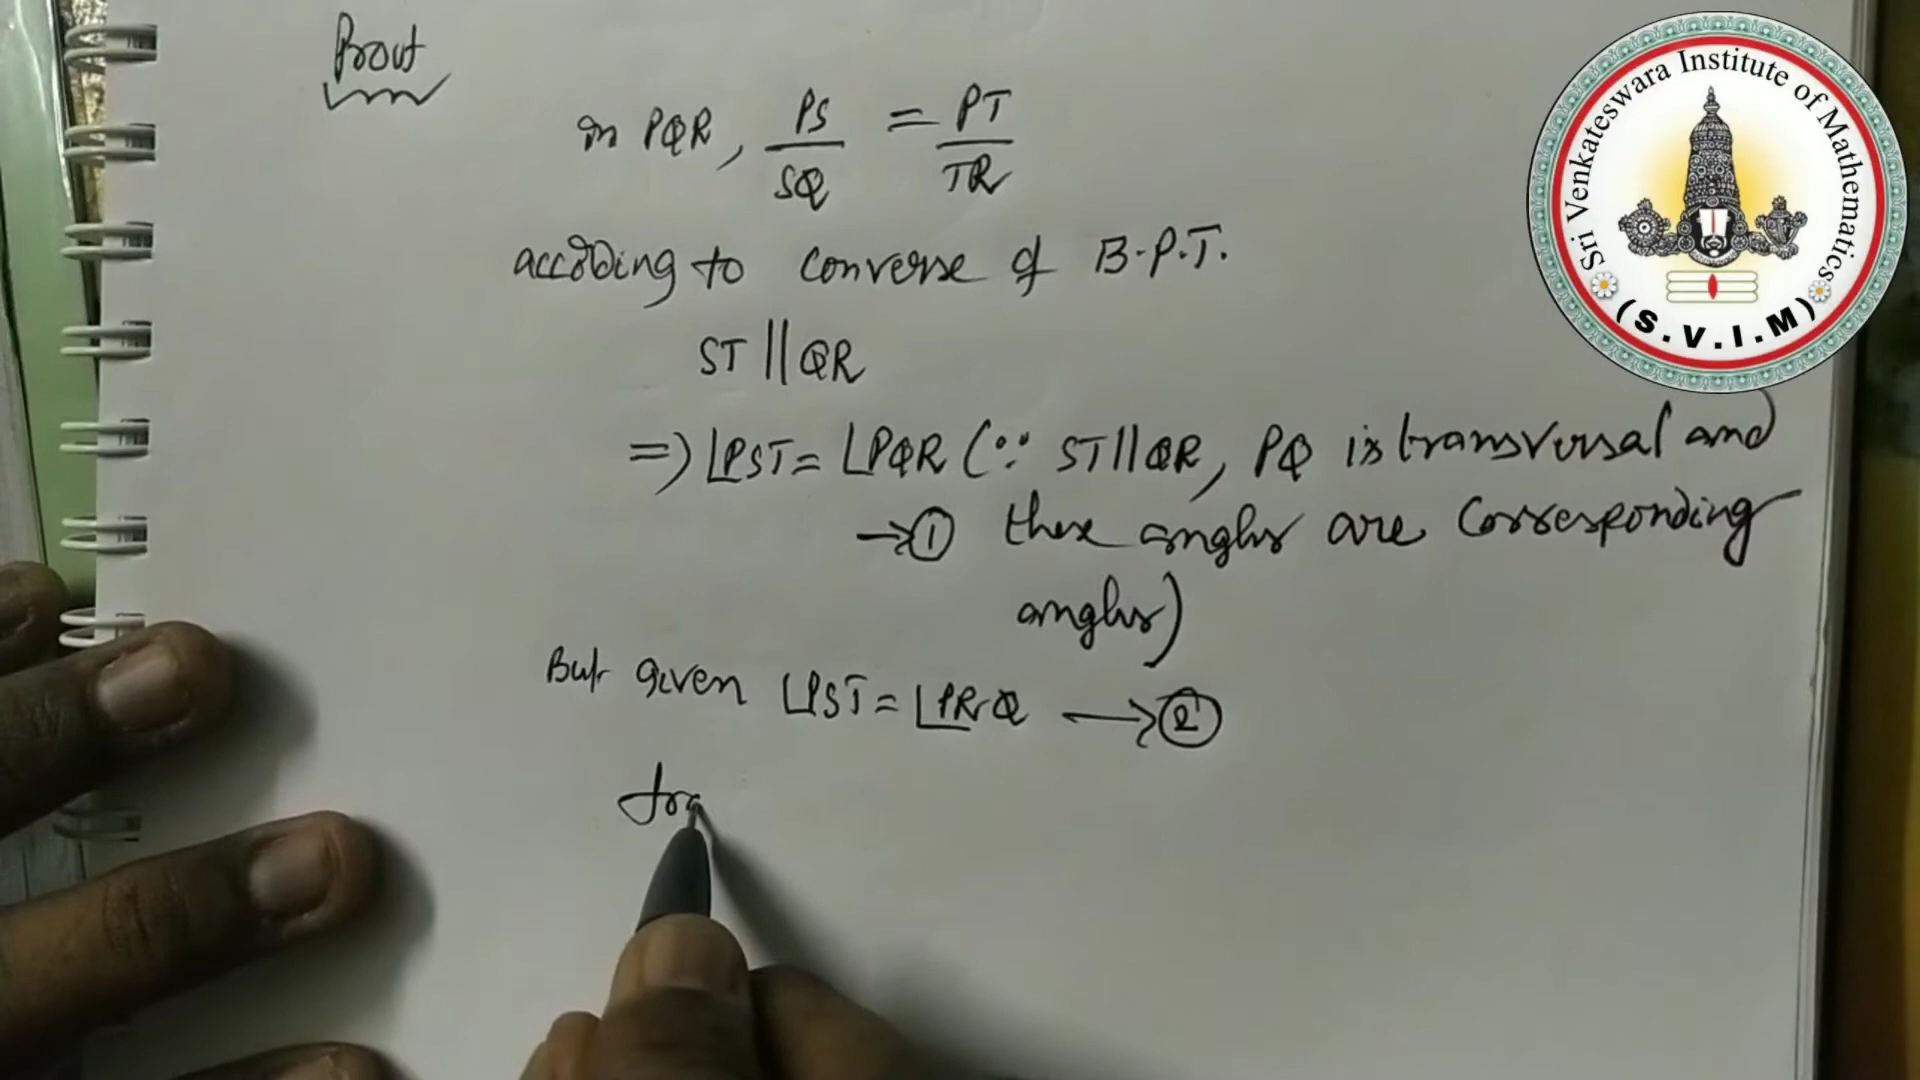 Proof
in PQR, PS/SQ = PT/TR
according to converse of B.P.T.
ST || QR
=> ∠PST = ∠PQR (∵ ST || QR, PQ is transversal and
→ ① these angles are corresponding
angles)
But given ∠PST = ∠PRQ → ②
fro
Sri Venkateswara Institute of Mathematics
(S.V.I.M)